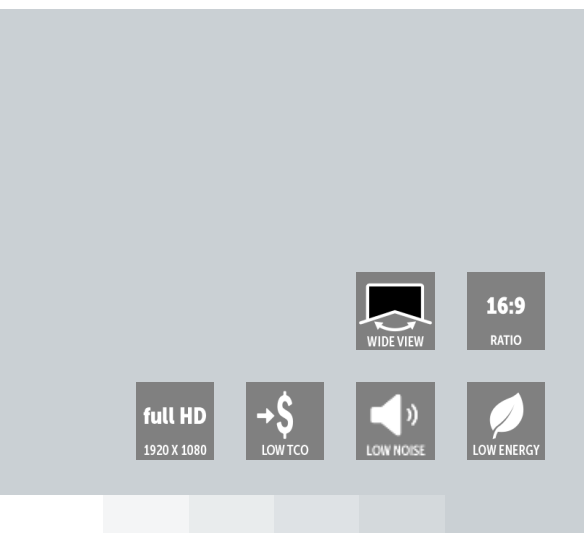 WIDE VIEW
16:9
RATIO
full HD
1920 X 1080
$
LOW TCO
LOW NOISE
LOW ENERGY